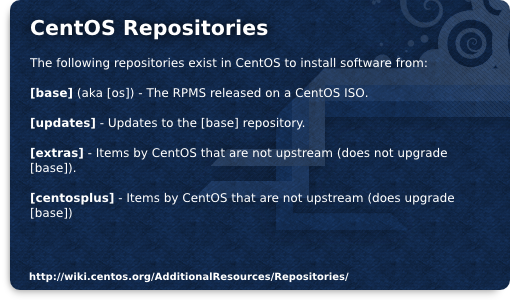 CentOS Repositories
The following repositories exist in CentOS to install software from:
[base] (aka [os]) - The RPMS released on a CentOS ISO.
[updates] - Updates to the [base] repository.
[extras] - Items by CentOS that are not upstream (does not upgrade
[base]).
[centosplus] - Items by CentOS that are not upstream (does upgrade
[base])
http://wiki.centos.org/AdditionalResources/Repositories/